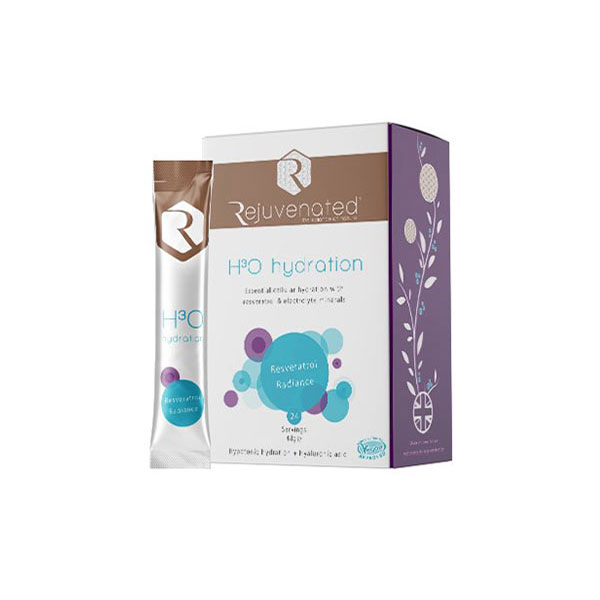 R
Rejuvenated
H³O hydration
Essential cellular hydration with
resveratrol & electrolyte minerals
Resveratrol
Radiance
24
Servings
Hypotonic hydration + Hyaluronic acid
R
H³O
hydration
Resveratrol
Radiance